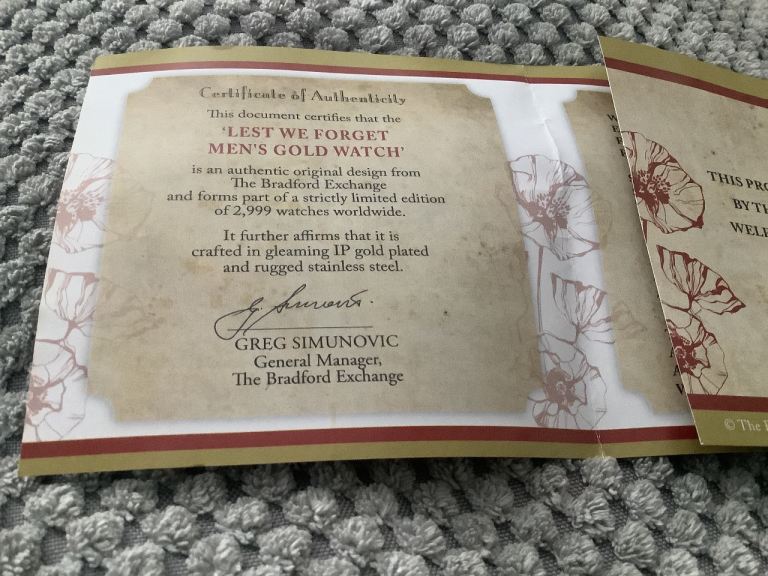 Certificate of Authenticity
This document certifies that the
‘LEST WE FORGET
MEN'S GOLD WATCH’
is an authentic original design from
The Bradford Exchange
and forms part of a strictly limited edition
of 2,999 watches worldwide.
It further affirms that it is
crafted in gleaming IP gold plated
and rugged stainless steel.
GREG SIMUNOVIC
General Manager,
The Bradford Exchange
THIS PRO
BY TH
WELF
© The